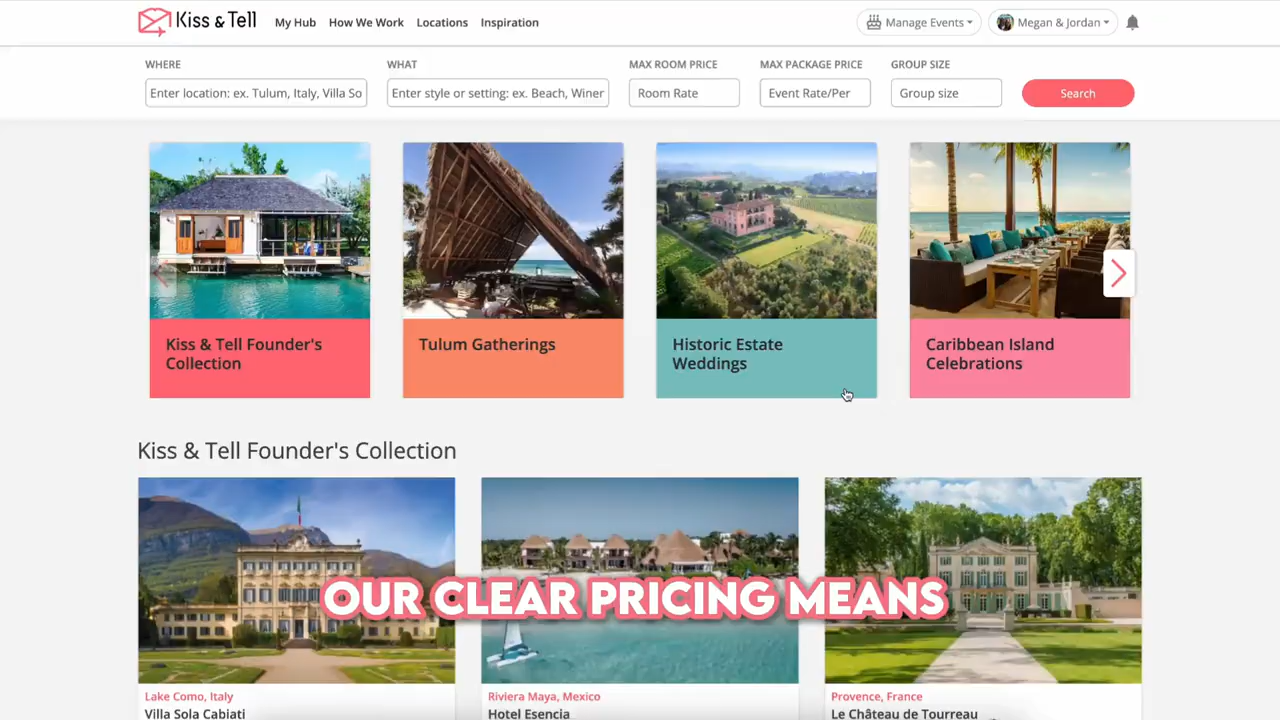 Kiss & Tell
My Hub
How We Work
Locations
Inspiration
Manage Events
Megan & Jordan
WHERE
WHAT
MAX ROOM PRICE
MAX PACKAGE PRICE
GROUP SIZE
Enter location: ex. Tulum, Italy, Villa So
Enter style or setting: ex. Beach, Winer
Room Rate
Event Rate/Per
Group size
Search
Kiss & Tell Founder's
Collection
Tulum Gatherings
Historic Estate
Weddings
Caribbean Island
Celebrations
Kiss & Tell Founder's Collection
OUR CLEAR PRICING MEANS
Lake Como, Italy
Villa Sola Cabiati
Riviera Maya, Mexico
Hotel Esencia
Provence, France
Le Château de Tourreau